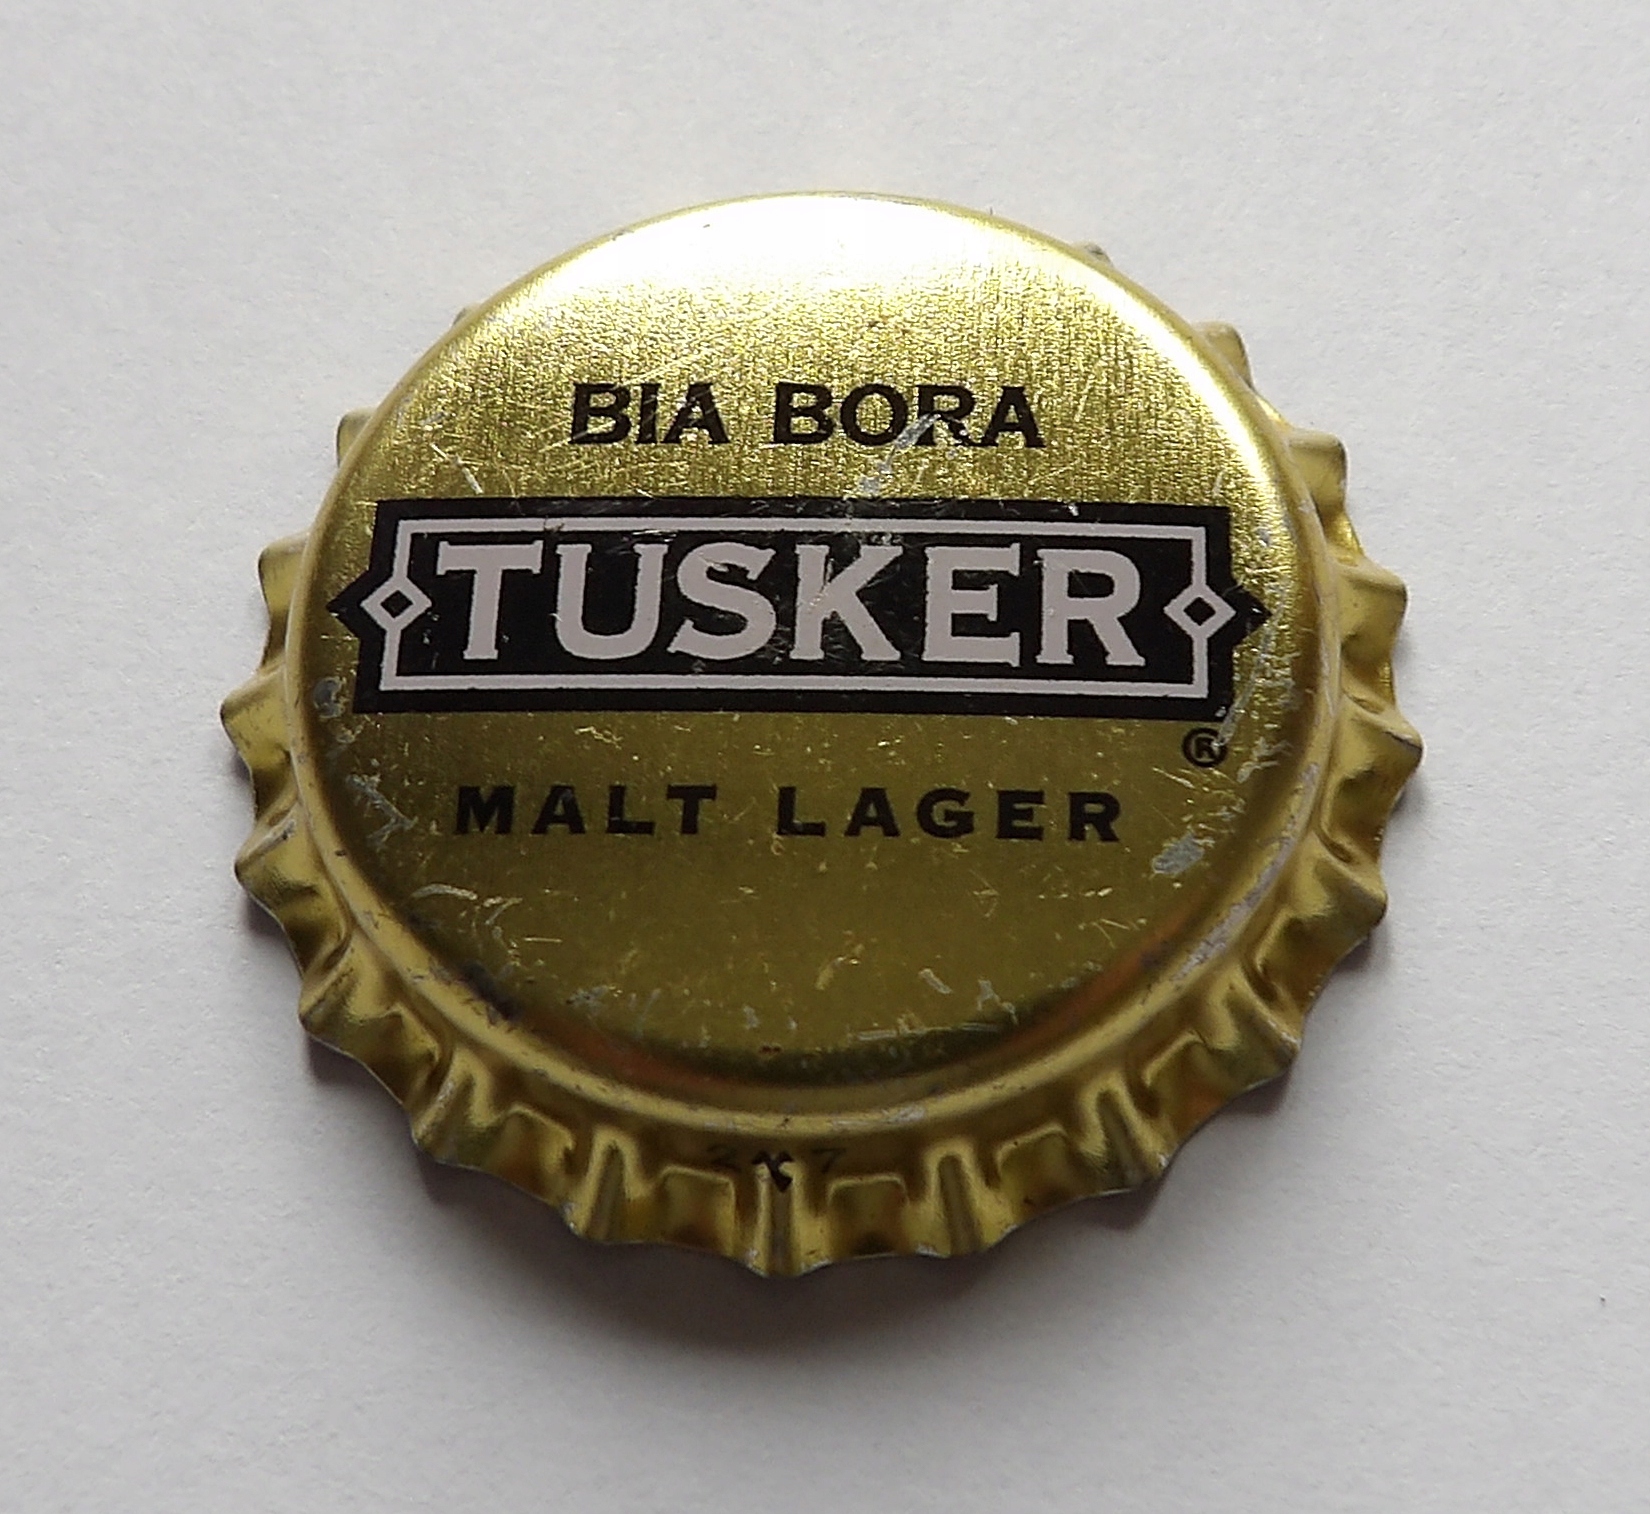 BIA BORA
TUSKER
®
MALT LAGER